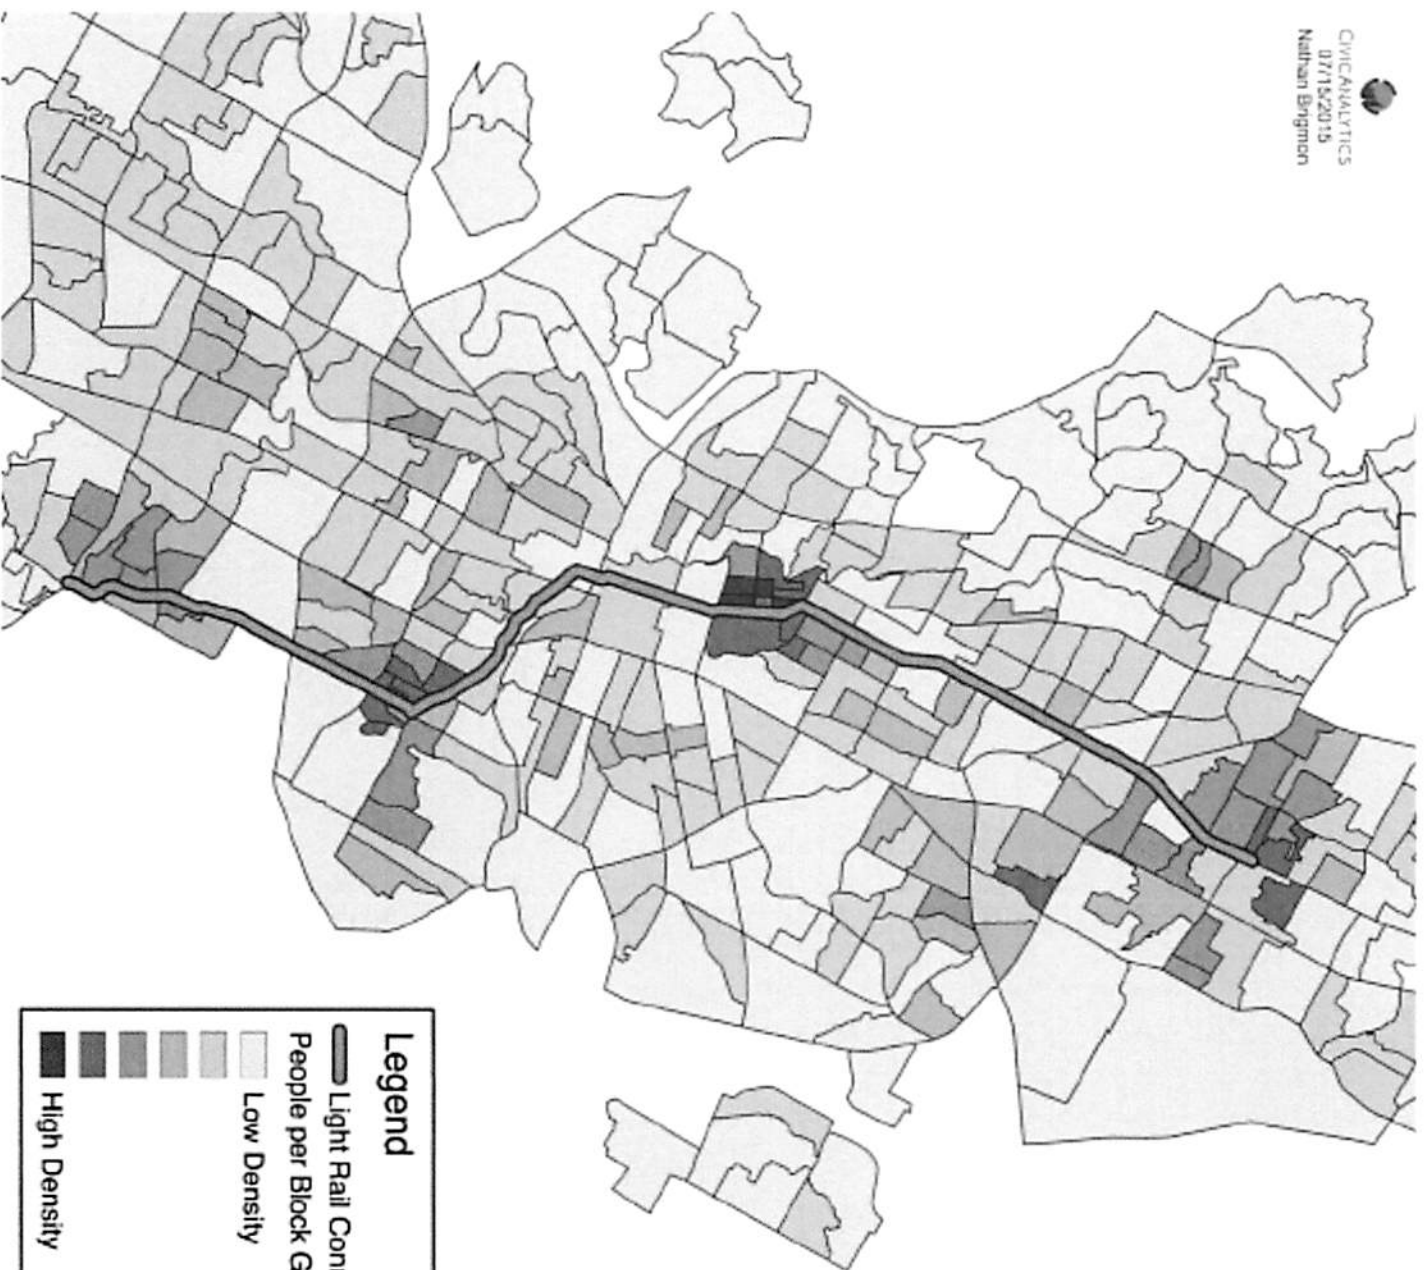 CIVICANALYTICS
07/15/2015
Nathan Brigmon
Legend
Light Rail Con
People per Block G
Low Density
High Density